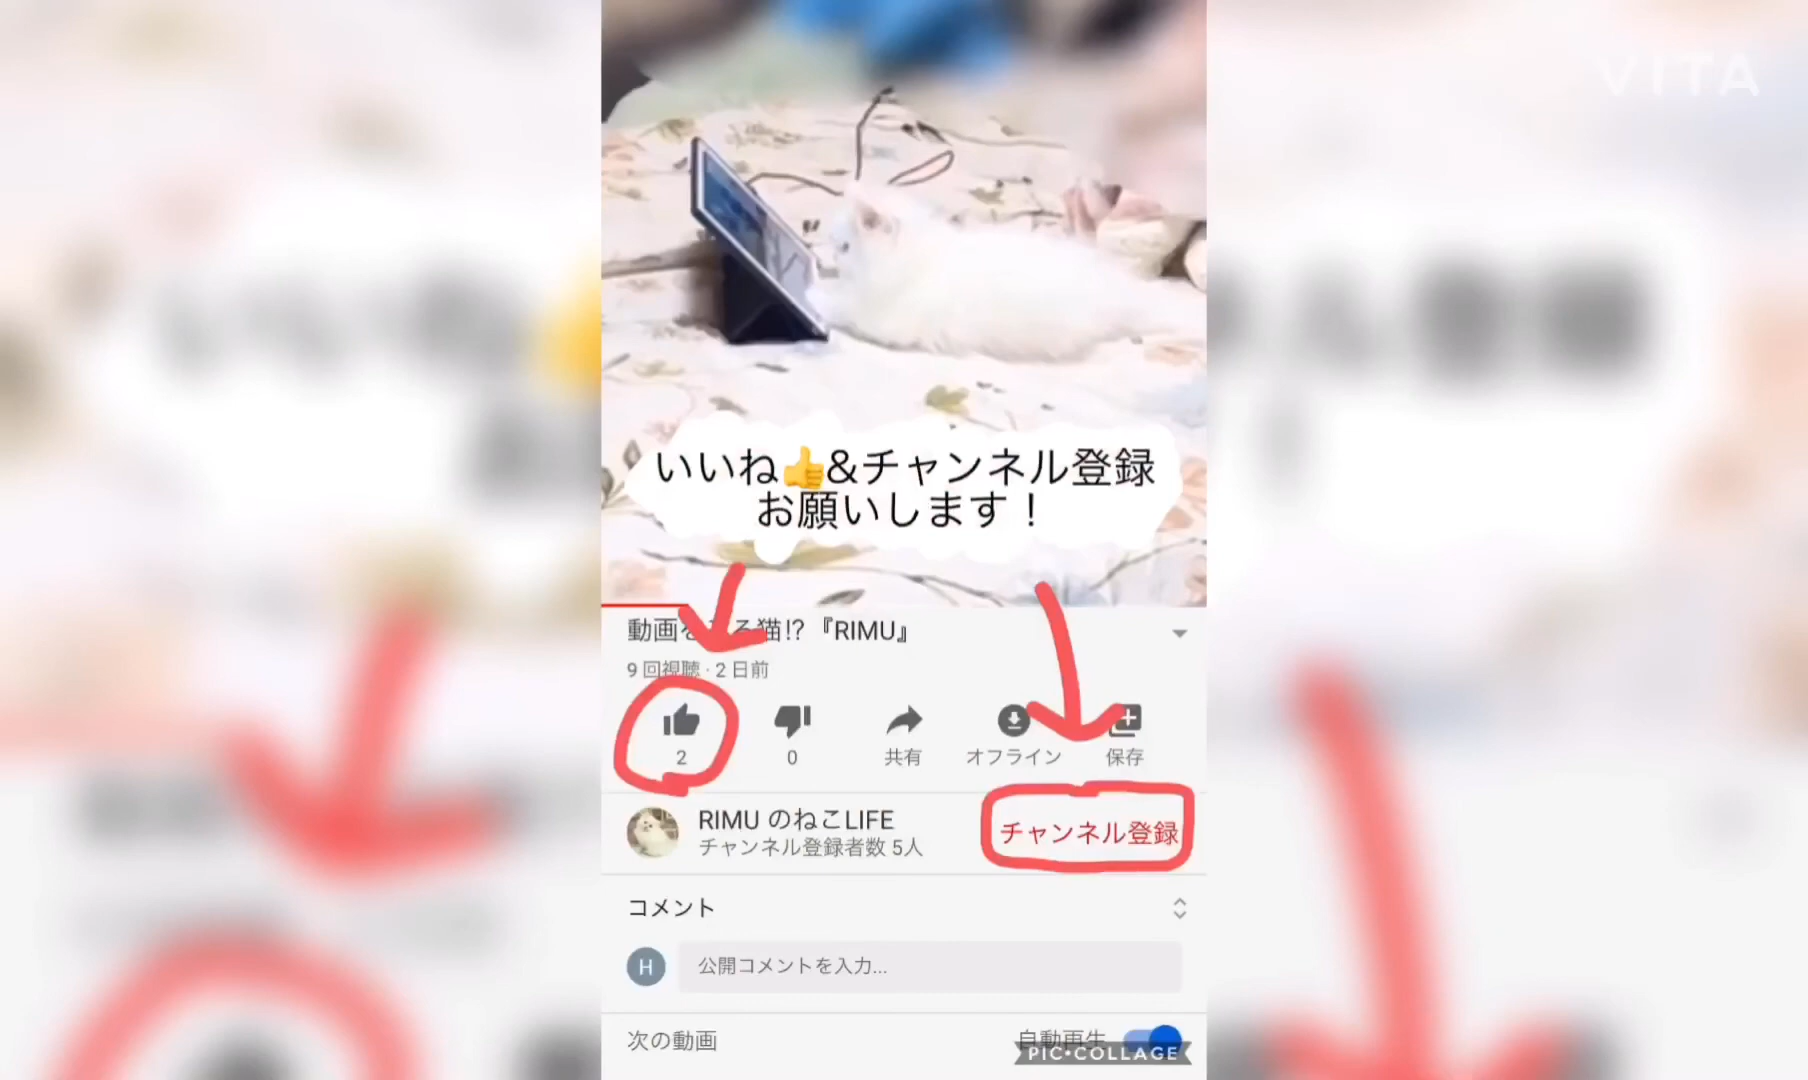 VITA
いいね👍&チャンネル登録
お願いします!
動画を る猫!?『RIMU』
9 回視聴・2 日前
2
0
共有
オフライン
保存
RIMU のねこLIFE
チャンネル登録者数 5人
チャンネル登録
コメント
H
公開コメントを入力...
次の動画
自動再生
PIC•COLLAGE